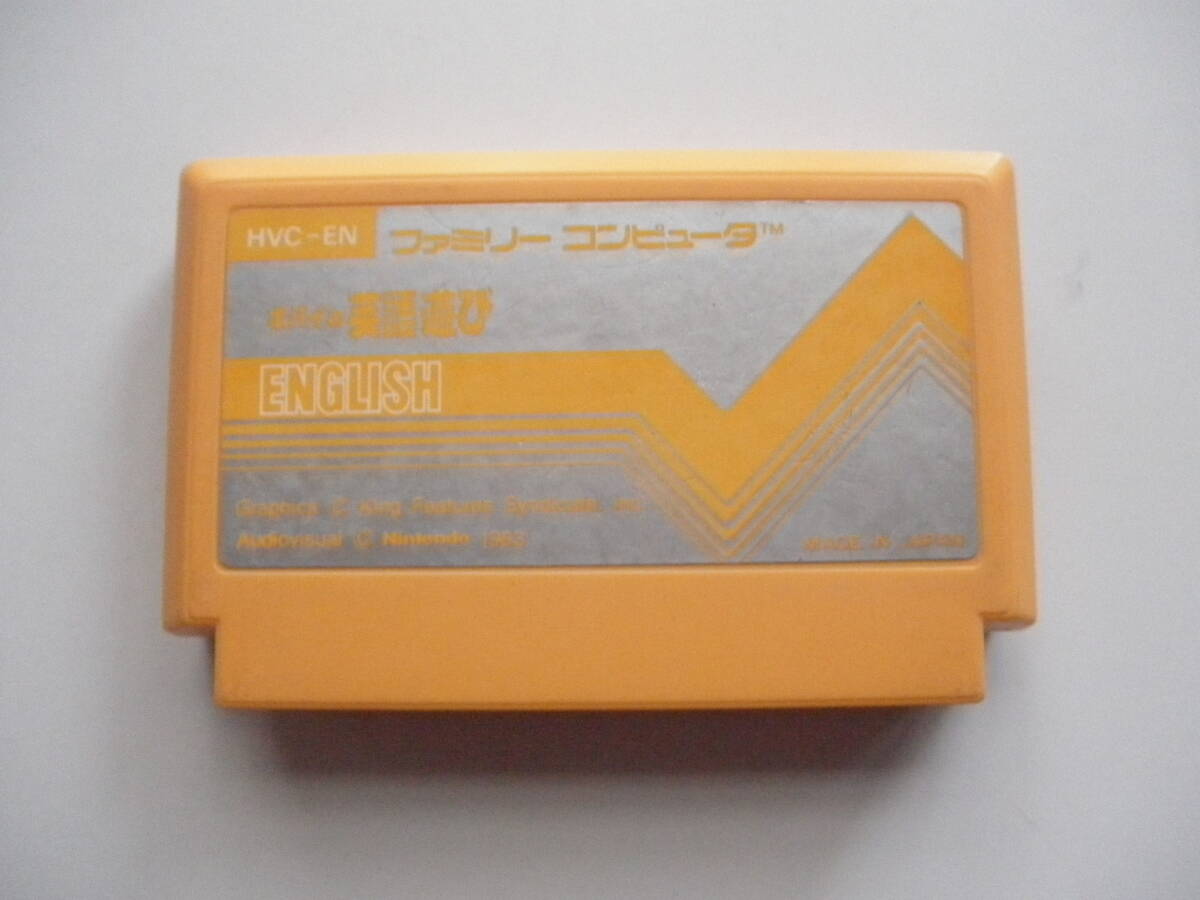 HVC-EN
ファミリー コンピュータ™
ポパイの英語遊び
ENGLISH
Graphics C King Features Syndicate, Inc.
Audiovisual C Nintendo 1983
MADE IN JAPAN